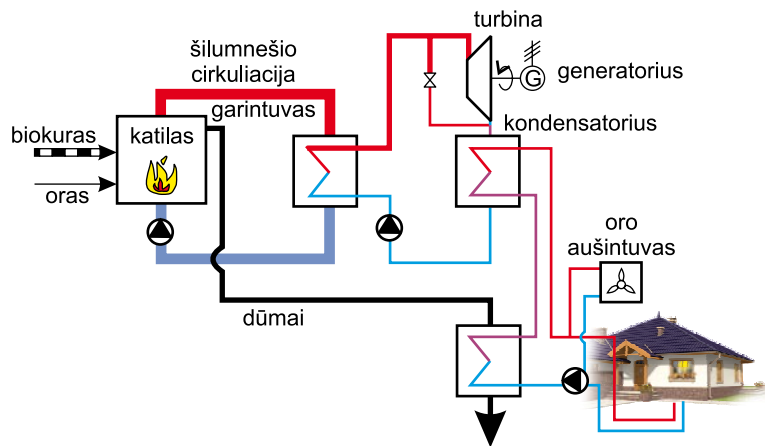 turbina
šilumnešio
cirkuliacija
G
generatorius
garintuvas
biokuras
katilas
kondensatorius
oras
oro
aušintuvas
dūmai